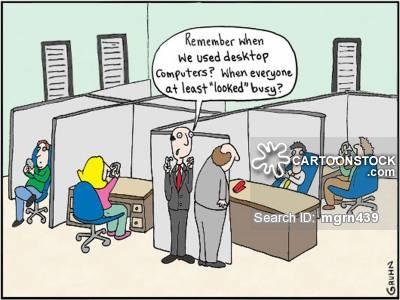 Remember when
we used desktop
computers? When everyone
at least "looked" busy?
CARTOONSTOCK
.com
Search ID: mgrn439
GRUHN